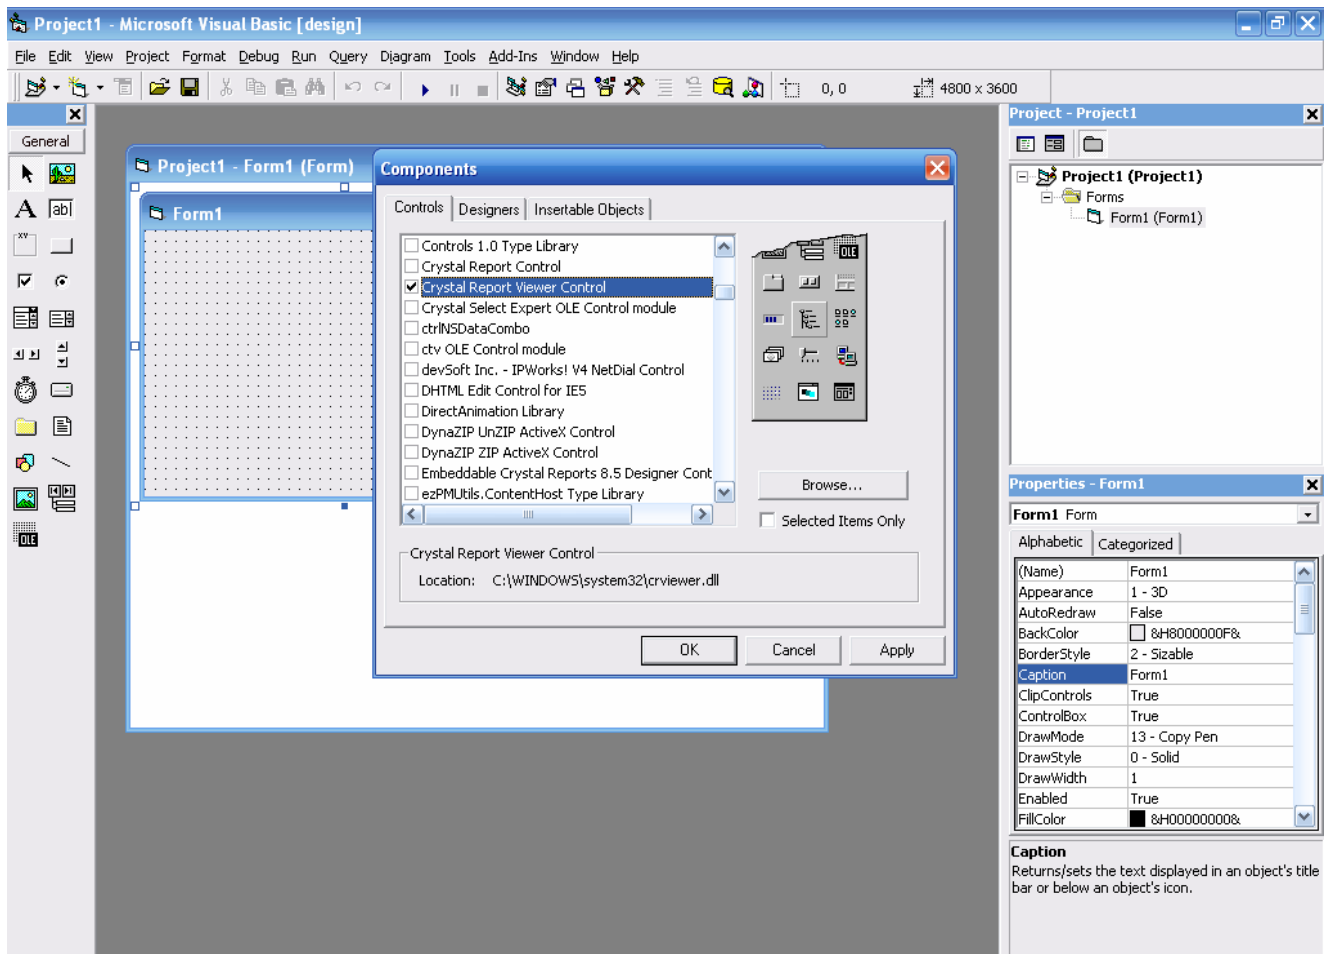 Project1 - Microsoft Visual Basic [design]
File Edit View Project Format Debug Run Query Diagram Tools Add-Ins Window Help
0, 0 4800 x 3600
General
A ab|
XY
OLE
Project1 - Form1 (Form)
Form1
Components
Controls Designers Insertable Objects
Controls 1.0 Type Library
Crystal Report Control
Crystal Report Viewer Control
Crystal Select Expert OLE Control module
ctrlNSDataCombo
ctv OLE Control module
devSoft Inc. - IPWorks! V4 NetDial Control
DHTML Edit Control for IE5
DirectAnimation Library
DynaZIP UnZIP ActiveX Control
DynaZIP ZIP ActiveX Control
Embeddable Crystal Reports 8.5 Designer Cont
ezPMUtils.ContentHost Type Library
OLE
Browse...
Selected Items Only
Crystal Report Viewer Control
Location: C:\WINDOWS\system32\crviewer.dll
OK Cancel Apply
Project - Project1
Project1 (Project1)
Forms
Form1 (Form1)
Properties - Form1
Form1 Form
Alphabetic Categorized
(Name) Form1
Appearance 1 - 3D
AutoRedraw False
BackColor &H8000000F&
BorderStyle 2 - Sizable
Caption Form1
ClipControls True
ControlBox True
DrawMode 13 - Copy Pen
DrawStyle 0 - Solid
DrawWidth 1
Enabled True
FillColor &H00000000&
Caption
Returns/sets the text displayed in an object's title
bar or below an object's icon.